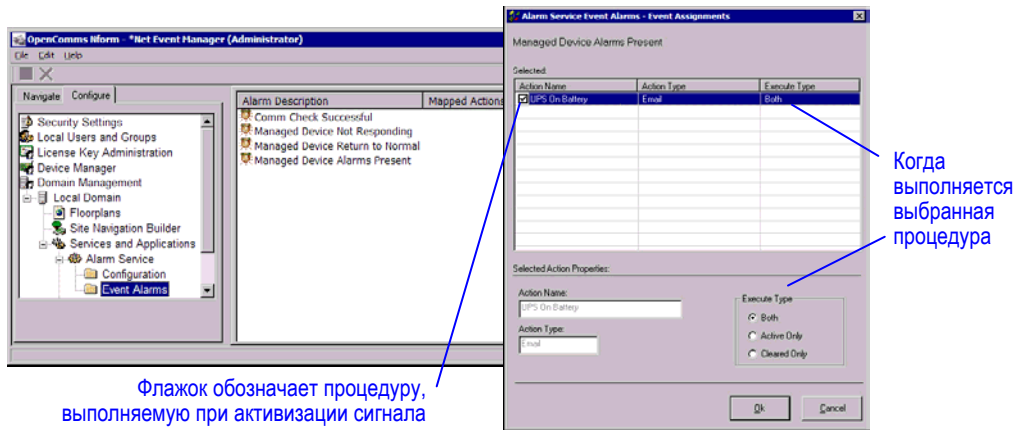 OpenComms Nform - *Net Event Manager (Administrator)
File Edit Help
Navigate Configure
Security Settings
Local Users and Groups
License Key Administration
Device Manager
Domain Management
Local Domain
Floorplans
Site Navigation Builder
Services and Applications
Alarm Service
Configuration
Event Alarms
Alarm Description Mapped Actions
Comm Check Successful
Managed Device Not Responding
Managed Device Return to Normal
Managed Device Alarms Present
Alarm Service Event Alarms - Event Assignments
Managed Device Alarms Present
Selected:
Action Name Action Type Execute Type
UPS On Battery Email Both
Selected Action Properties:
Action Name:
UPS On Battery
Action Type:
Email
Execute Type
Both
Active Only
Cleared Only
Ok Cancel
Когда
выполняется
выбранная
процедура
Флажок обозначает процедуру,
выполняемую при активизации сигнала